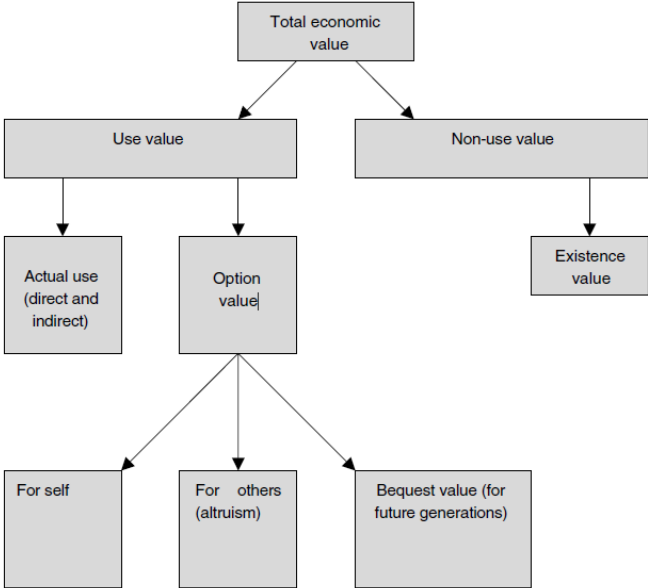 Total economic
value
Use value
Non-use value
Actual use
(direct and
indirect)
Option
value
Existence
value
For self
For others
(altruism)
Bequest value (for
future generations)